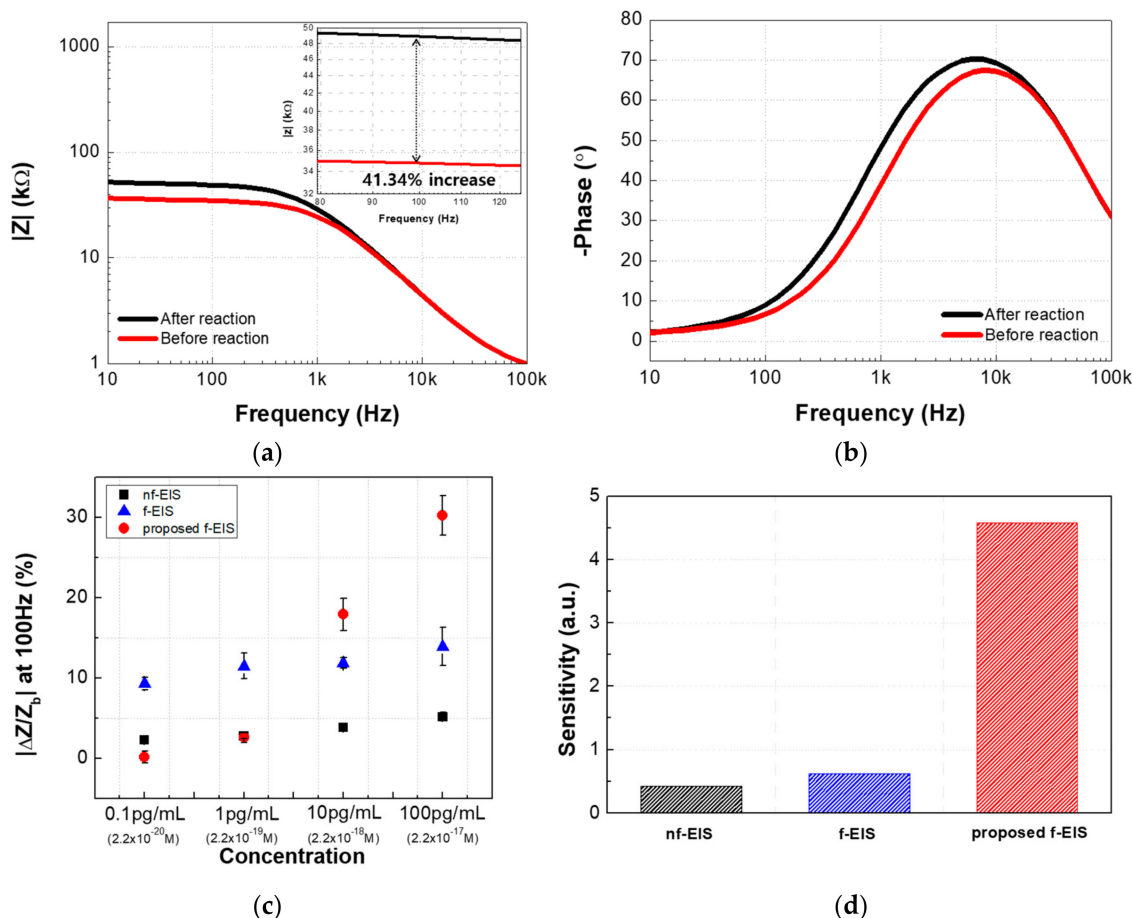 1000
100
10
1
|Z| (kΩ)
50
48
46
44
42
40
38
36
35
34
32
|z| (kΩ)
80 90 100 110 120
Frequency (Hz)
41.34% increase
After reaction
Before reaction
10 100 1k 10k 100k
Frequency (Hz)
(a)
80
70
60
50
40
30
20
10
0
-Phase (°)
After reaction
Before reaction
10 100 1k 10k 100k
Frequency (Hz)
(b)
nf-EIS
f-EIS
proposed f-EIS
30
20
10
0
|ΔZ/Z_b| at 100Hz (%)
0.1pg/mL 1pg/mL 10pg/mL 100pg/mL
(2.2x10⁻²⁰M) (2.2x10⁻¹⁹M) (2.2x10⁻¹⁸M) (2.2x10⁻¹⁷M)
Concentration
(c)
5
4
3
2
1
0
Sensitivity (a.u.)
nf-EIS f-EIS proposed f-EIS
(d)